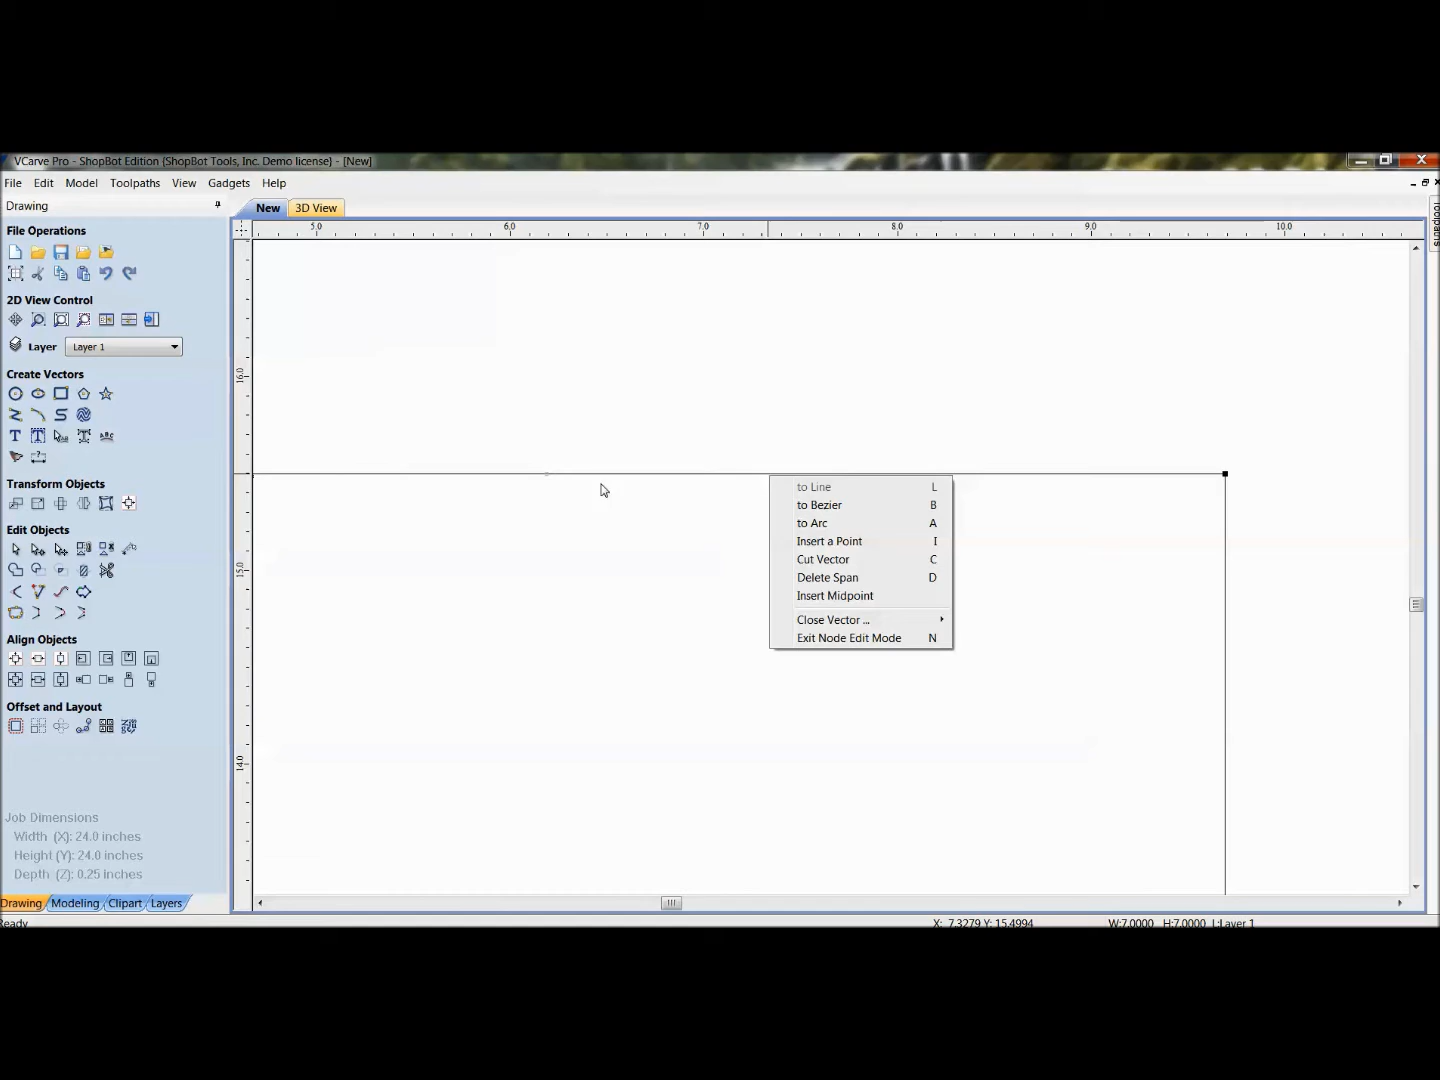 VCarve Pro - ShopBot Edition {ShopBot Tools, Inc. Demo license} - [New]
File Edit Model Toolpaths View Gadgets Help
Drawing
New 3D View
File Operations
5.0 6.0 7.0 8.0 9.0 10.0
2D View Control
Layer Layer 1
16.0
Create Vectors
Transform Objects
to Line L
to Bezier B
Edit Objects
to Arc A
Insert a Point I
Cut Vector C
15.0
Delete Span D
Insert Midpoint
Close Vector ...
Exit Node Edit Mode N
Align Objects
Offset and Layout
14.0
Job Dimensions
Width (X): 24.0 inches
Height (Y): 24.0 inches
Depth (Z): 0.25 inches
Drawing Modeling Clipart Layers
Ready X: 7.3279 Y: 15.4994 W:7.0000 H:7.0000 L:Layer 1